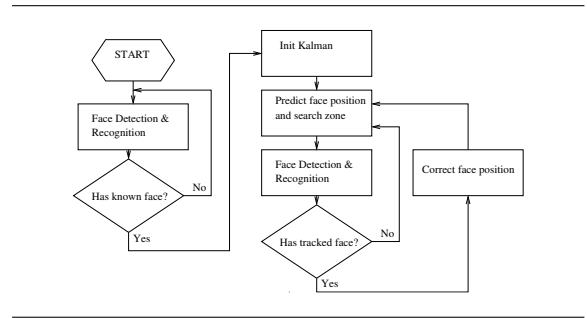 START
Face Detection &
Recognition
Has known face?
No
Yes
Init Kalman
Predict face position
and search zone
Face Detection &
Recognition
Has tracked face?
No
Yes
Correct face position